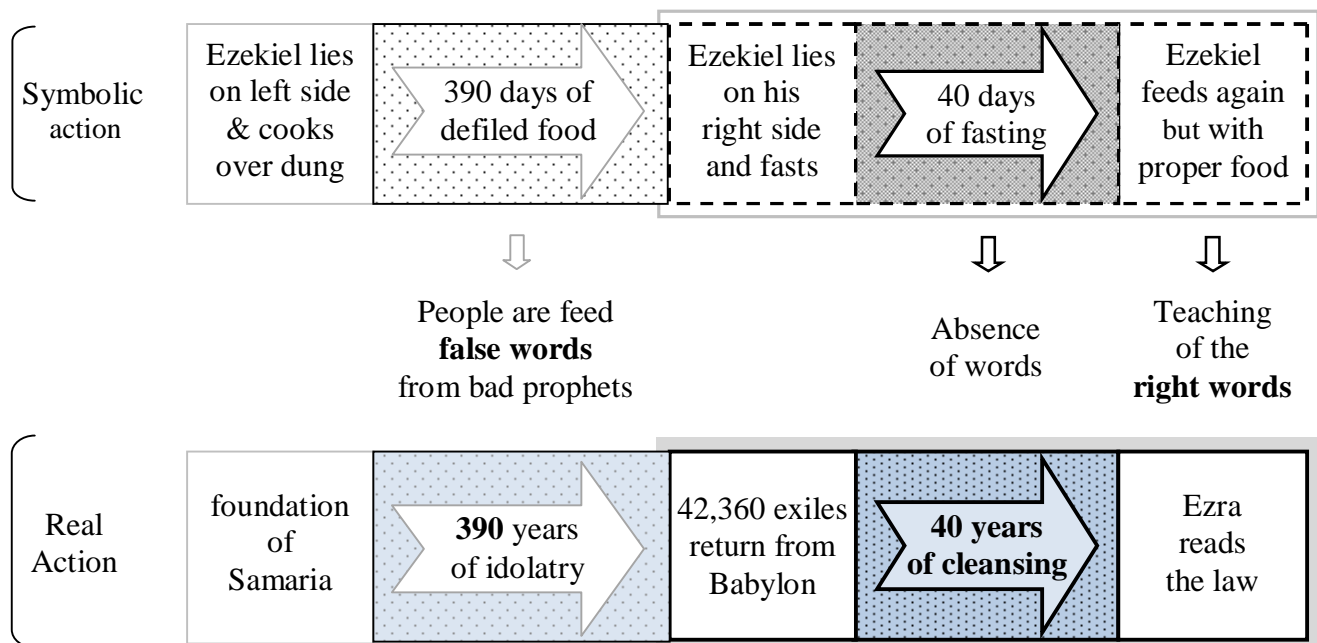 Symbolic
action
Ezekiel lies
on left side
& cooks
over dung
390 days of
defiled food
Ezekiel lies
on his
right side
and fasts
40 days
of fasting
Ezekiel
feeds again
but with
proper food
People are feed
false words
from bad prophets
Absence
of words
Teaching
of the
right words
Real
Action
foundation
of
Samaria
390 years
of idolatry
42,360 exiles
return from
Babylon
40 years
of cleansing
Ezra
reads
the law